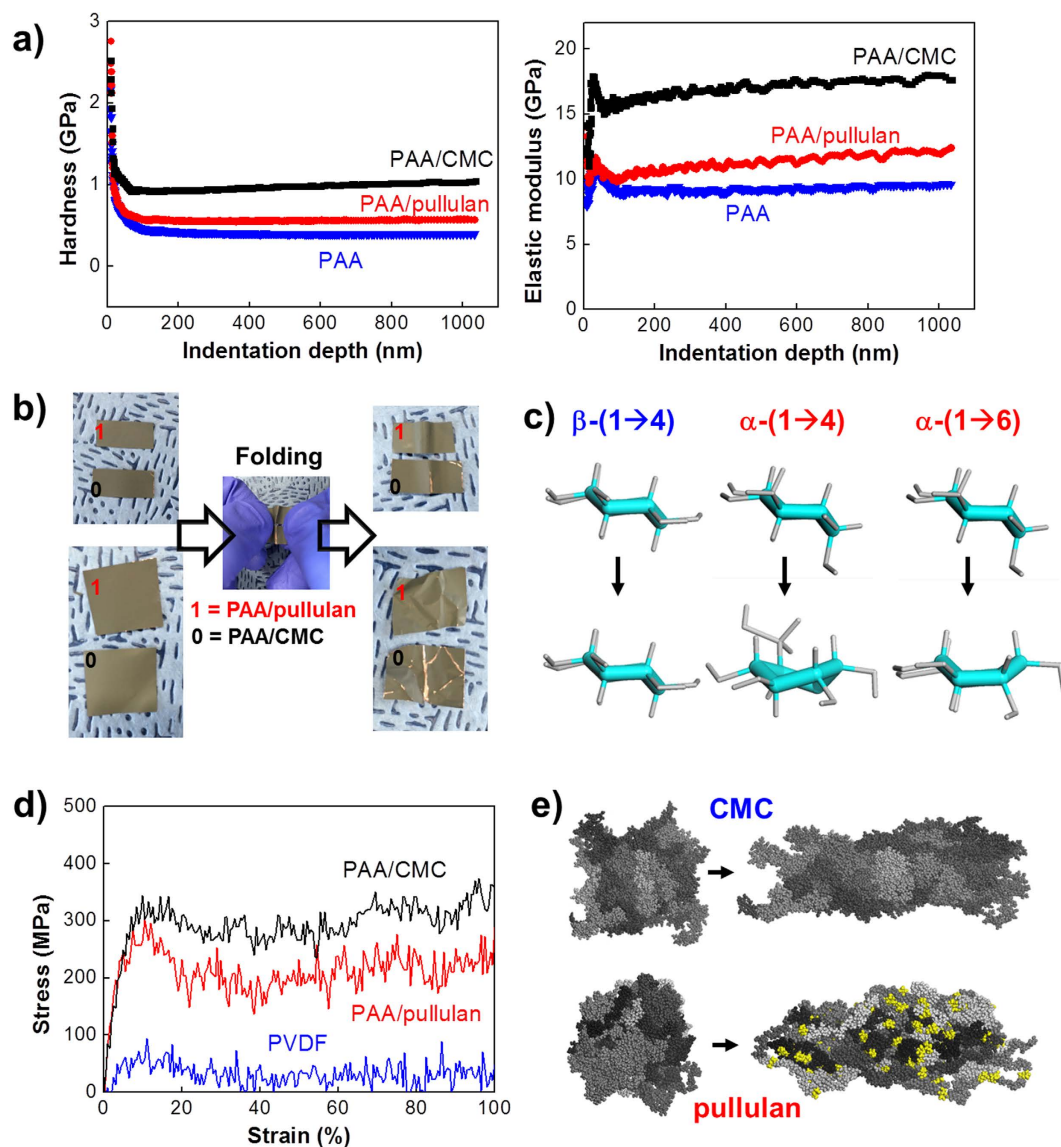 a)
3
2
1
0
Hardness (GPa)
PAA/CMC
PAA/pullulan
PAA
0 200 400 600 800 1000
Indentation depth (nm)
20
15
10
5
0
Elastic modulus (GPa)
PAA/CMC
PAA/pullulan
PAA
0 200 400 600 800 1000
Indentation depth (nm)
b)
1
0
1
0
Folding
1 = PAA/pullulan
0 = PAA/CMC
1
0
1
0
c)
β-(1→4) α-(1→4) α-(1→6)
d)
500
400
300
200
100
0
Stress (MPa)
PAA/CMC
PAA/pullulan
PVDF
0 20 40 60 80 100
Strain (%)
e)
CMC
pullulan